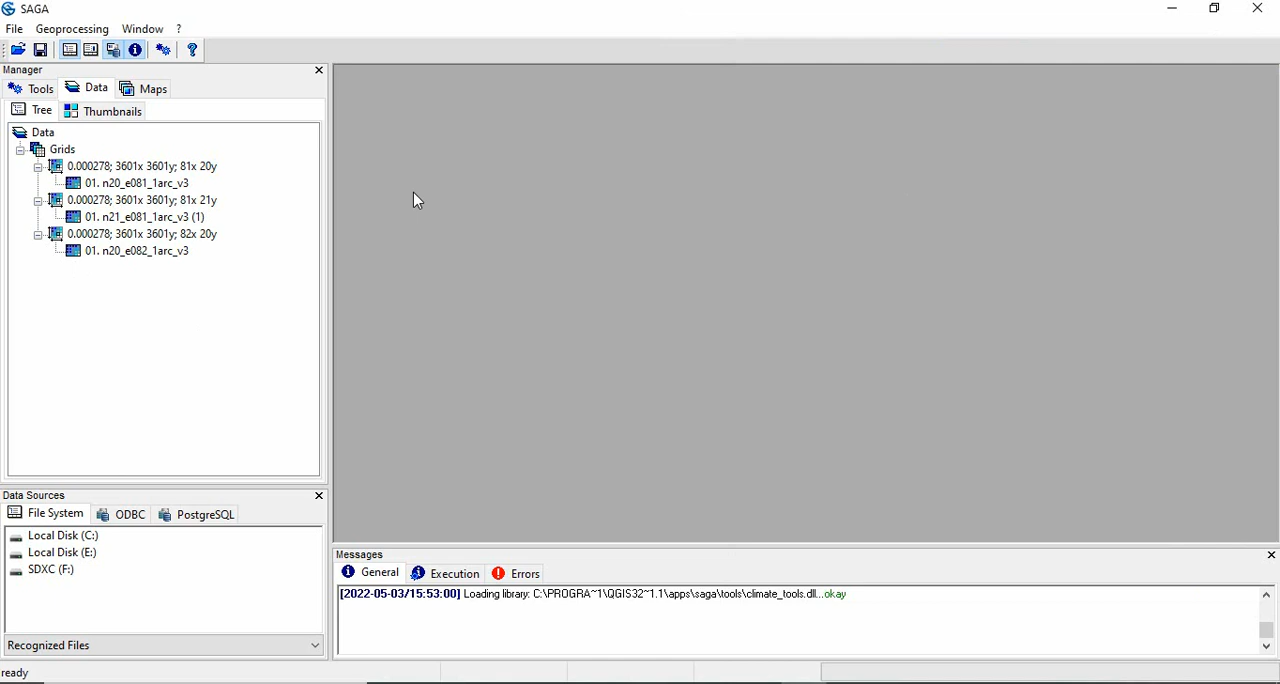 SAGA
File Geoprocessing Window ?
Manager
Tools Data Maps
Tree Thumbnails
Data
Grids
0.000278; 3601x 3601y; 81x 20y
01. n20_e081_1arc_v3
0.000278; 3601x 3601y; 81x 21y
01. n21_e081_1arc_v3 (1)
0.000278; 3601x 3601y; 82x 20y
01. n20_e082_1arc_v3
Data Sources
File System ODBC PostgreSQL
Local Disk (C:)
Local Disk (E:)
SDXC (F:)
Recognized Files
Messages
General Execution Errors
[2022-05-03/15:53:00] Loading library: C:\PROGRA~1\QGIS32~1.1\apps\saga\tools\climate_tools.dll...okay
ready